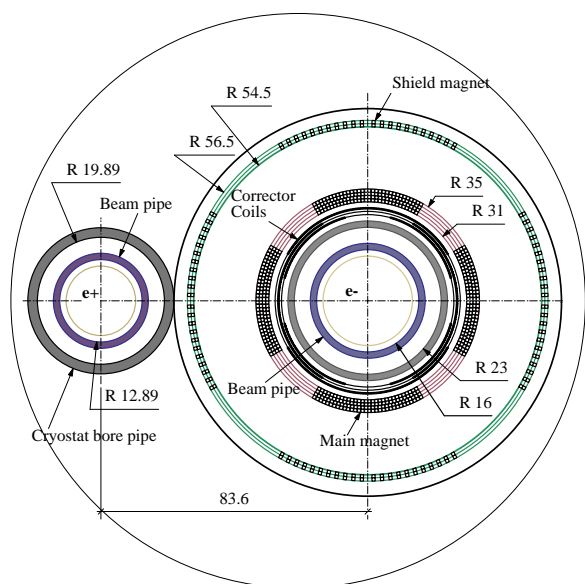 Shield magnet
R 54.5
R 56.5
R 19.89
Beam pipe
Corrector
Coils
R 35
R 31
e+
e-
Beam pipe
R 23
R 12.89
R 16
Cryostat bore pipe
Main magnet
83.6